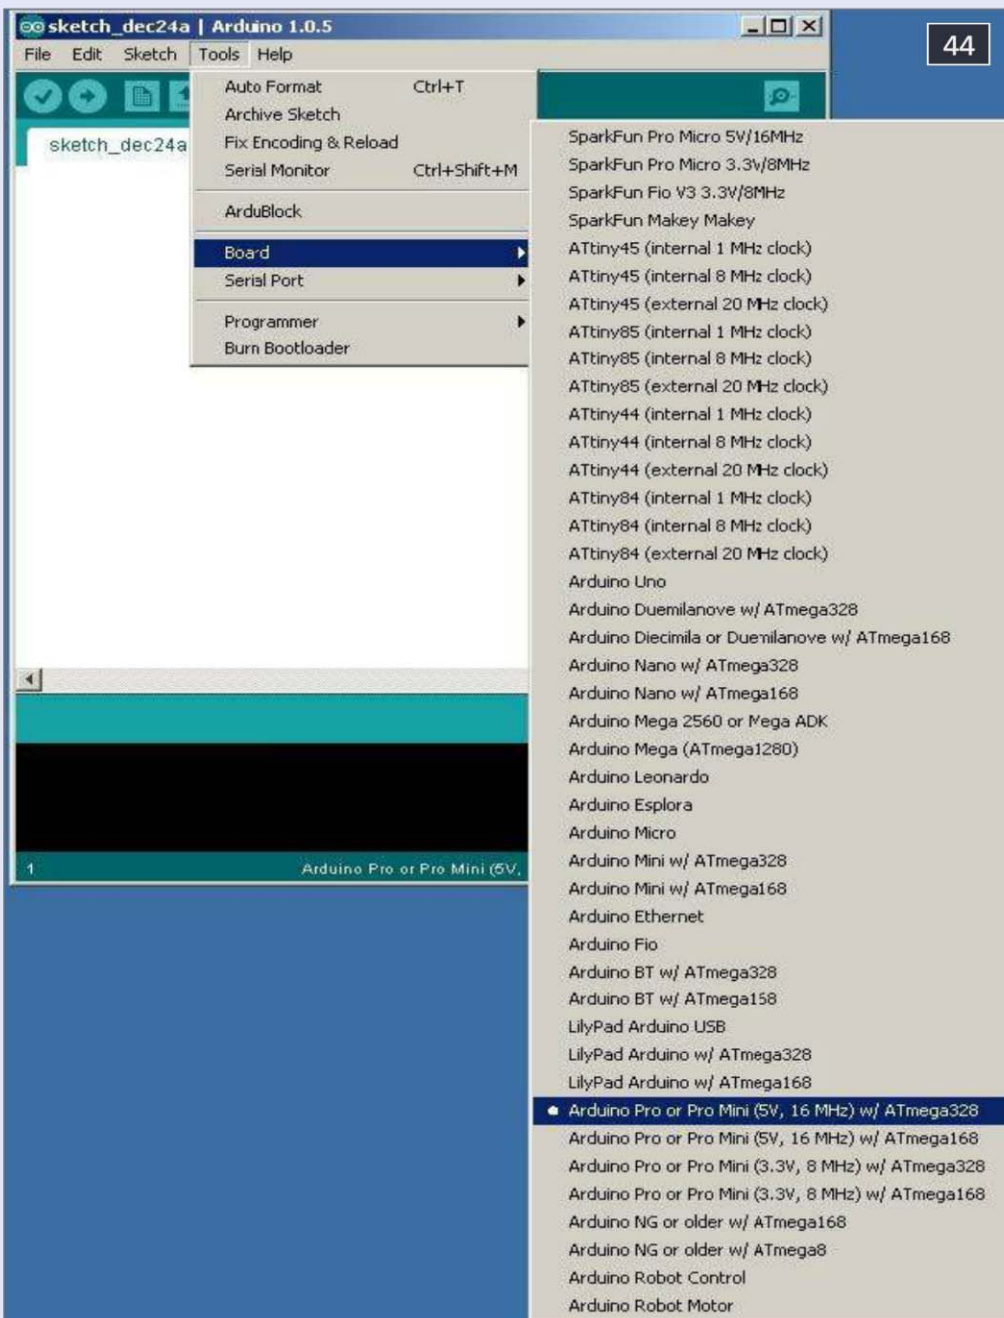 sketch_dec24a | Arduino 1.0.5
44
File Edit Sketch Tools Help
Auto Format Ctrl+T
Archive Sketch
sketch_dec24a
Fix Encoding & Reload
Serial Monitor Ctrl+Shift+M
ArduBlock
Board
Serial Port
Programmer
Burn Bootloader
SparkFun Pro Micro 5V/16MHz
SparkFun Pro Micro 3.3V/8MHz
SparkFun Fio V3 3.3V/8MHz
SparkFun Makey Makey
ATtiny45 (internal 1 MHz clock)
ATtiny45 (internal 8 MHz clock)
ATtiny45 (external 20 MHz clock)
ATtiny85 (internal 1 MHz clock)
ATtiny85 (internal 8 MHz clock)
ATtiny85 (external 20 MHz clock)
ATtiny44 (internal 1 MHz clock)
ATtiny44 (internal 8 MHz clock)
ATtiny44 (external 20 MHz clock)
ATtiny84 (internal 1 MHz clock)
ATtiny84 (internal 8 MHz clock)
ATtiny84 (external 20 MHz clock)
Arduino Uno
Arduino Duemilanove w/ ATmega328
Arduino Diecimila or Duemilanove w/ ATmega168
Arduino Nano w/ ATmega328
Arduino Nano w/ ATmega168
Arduino Mega 2560 or Mega ADK
Arduino Mega (ATmega1280)
Arduino Leonardo
Arduino Esplora
Arduino Micro
Arduino Mini w/ ATmega328
Arduino Mini w/ ATmega168
Arduino Ethernet
Arduino Fio
Arduino BT w/ ATmega328
Arduino BT w/ ATmega168
LilyPad Arduino USB
LilyPad Arduino w/ ATmega328
LilyPad Arduino w/ ATmega168
Arduino Pro or Pro Mini (5V, 16 MHz) w/ ATmega328
Arduino Pro or Pro Mini (5V, 16 MHz) w/ ATmega168
Arduino Pro or Pro Mini (3.3V, 8 MHz) w/ ATmega328
Arduino Pro or Pro Mini (3.3V, 8 MHz) w/ ATmega168
Arduino NG or older w/ ATmega168
Arduino NG or older w/ ATmega8
Arduino Robot Control
Arduino Robot Motor
1 Arduino Pro or Pro Mini (5V,